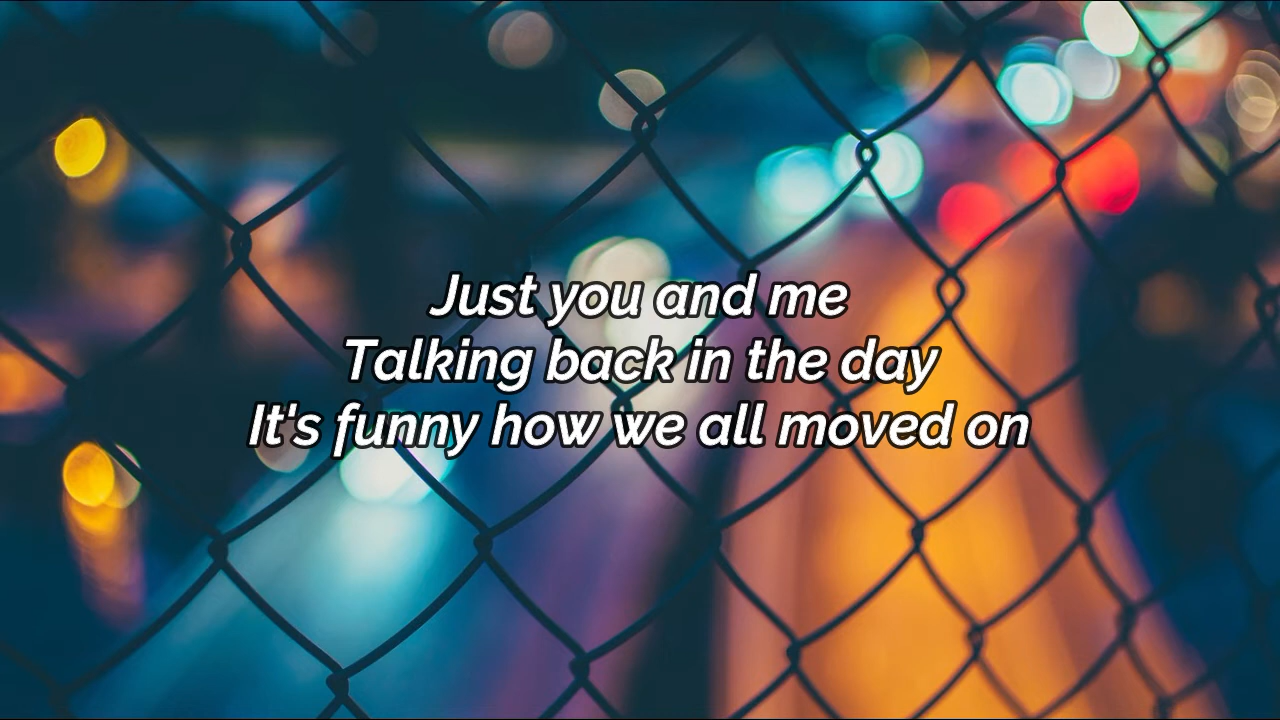 Just you and me
Talking back in the day
It's funny how we all moved on